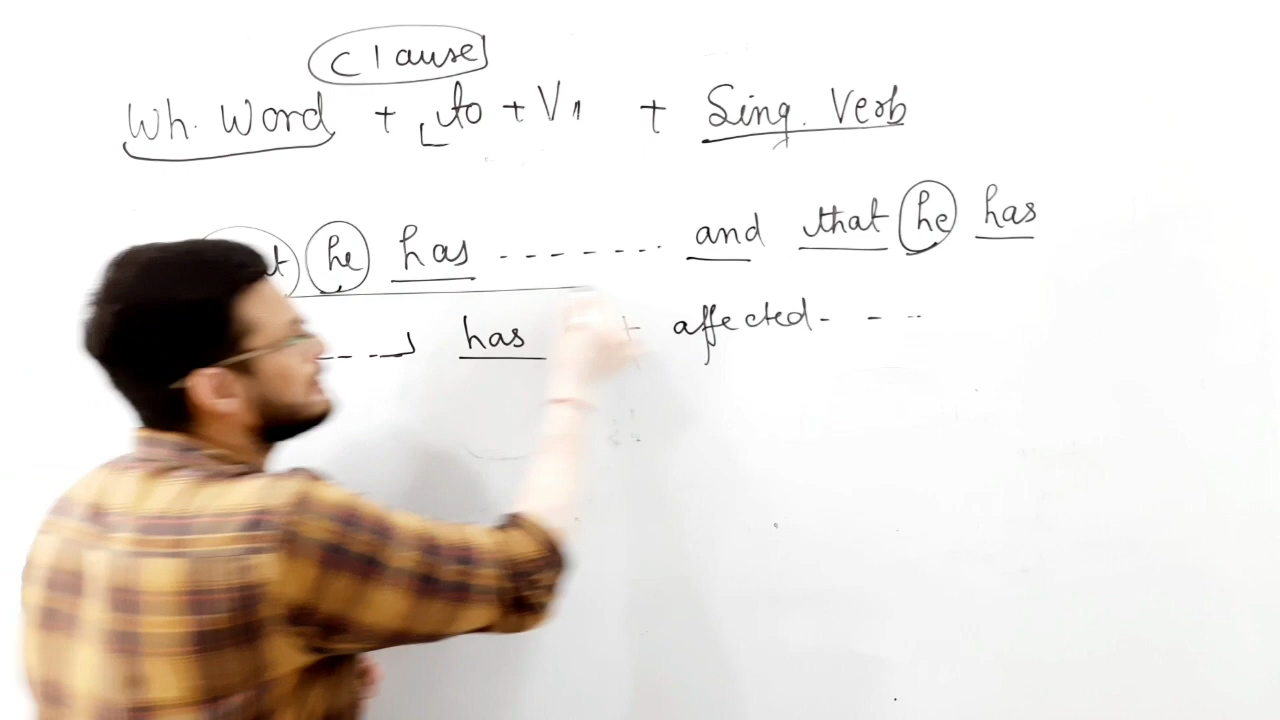 Clause
Wh. Word + to + V1 + Sing. Verb
he has ------- and that he has
---- has affected- - --